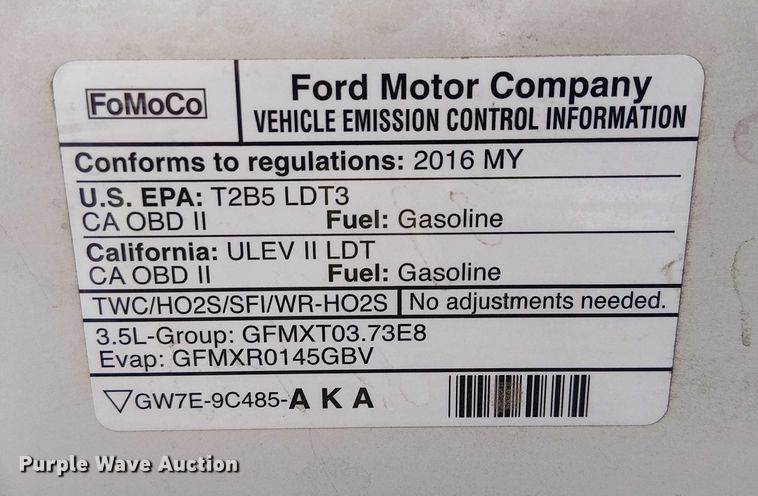 FoMoCo
Ford Motor Company
VEHICLE EMISSION CONTROL INFORMATION
Conforms to regulations: 2016 MY
U.S. EPA: T2B5 LDT3
CA OBD II Fuel: Gasoline
California: ULEV II LDT
CA OBD II Fuel: Gasoline
TWC/HO2S/SFI/WR-HO2S No adjustments needed.
3.5L-Group: GFMXT03.73E8
Evap: GFMXR0145GBV
GW7E-9C485-AKA
Purple Wave Auction